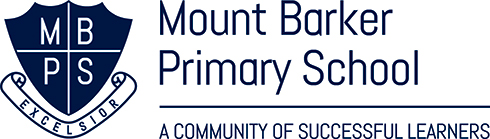 M B
P S
EXCELSIOR
Mount Barker
Primary School
A COMMUNITY OF SUCCESSFUL LEARNERS